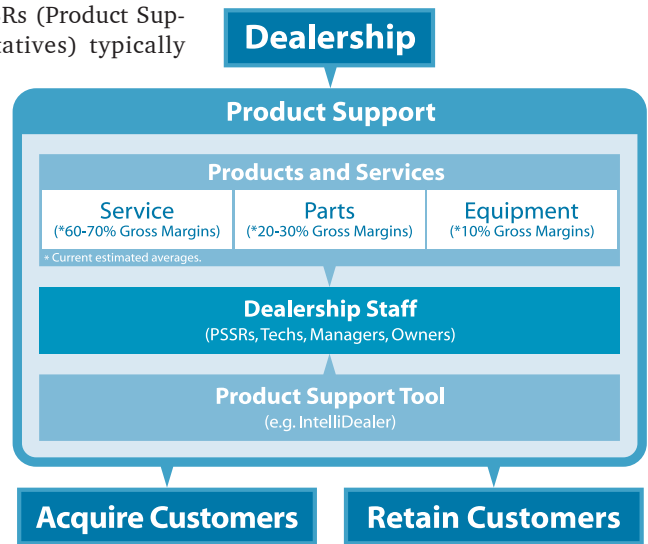 Rs (Product Sup-
tatives) typically
Dealership
Product Support
Products and Services
Service
(*60-70% Gross Margins)
Parts
(*20-30% Gross Margins)
Equipment
(*10% Gross Margins)
* Current estimated averages.
Dealership Staff
(PSSRs, Techs, Managers, Owners)
Product Support Tool
(e.g. IntelliDealer)
Acquire Customers
Retain Customers